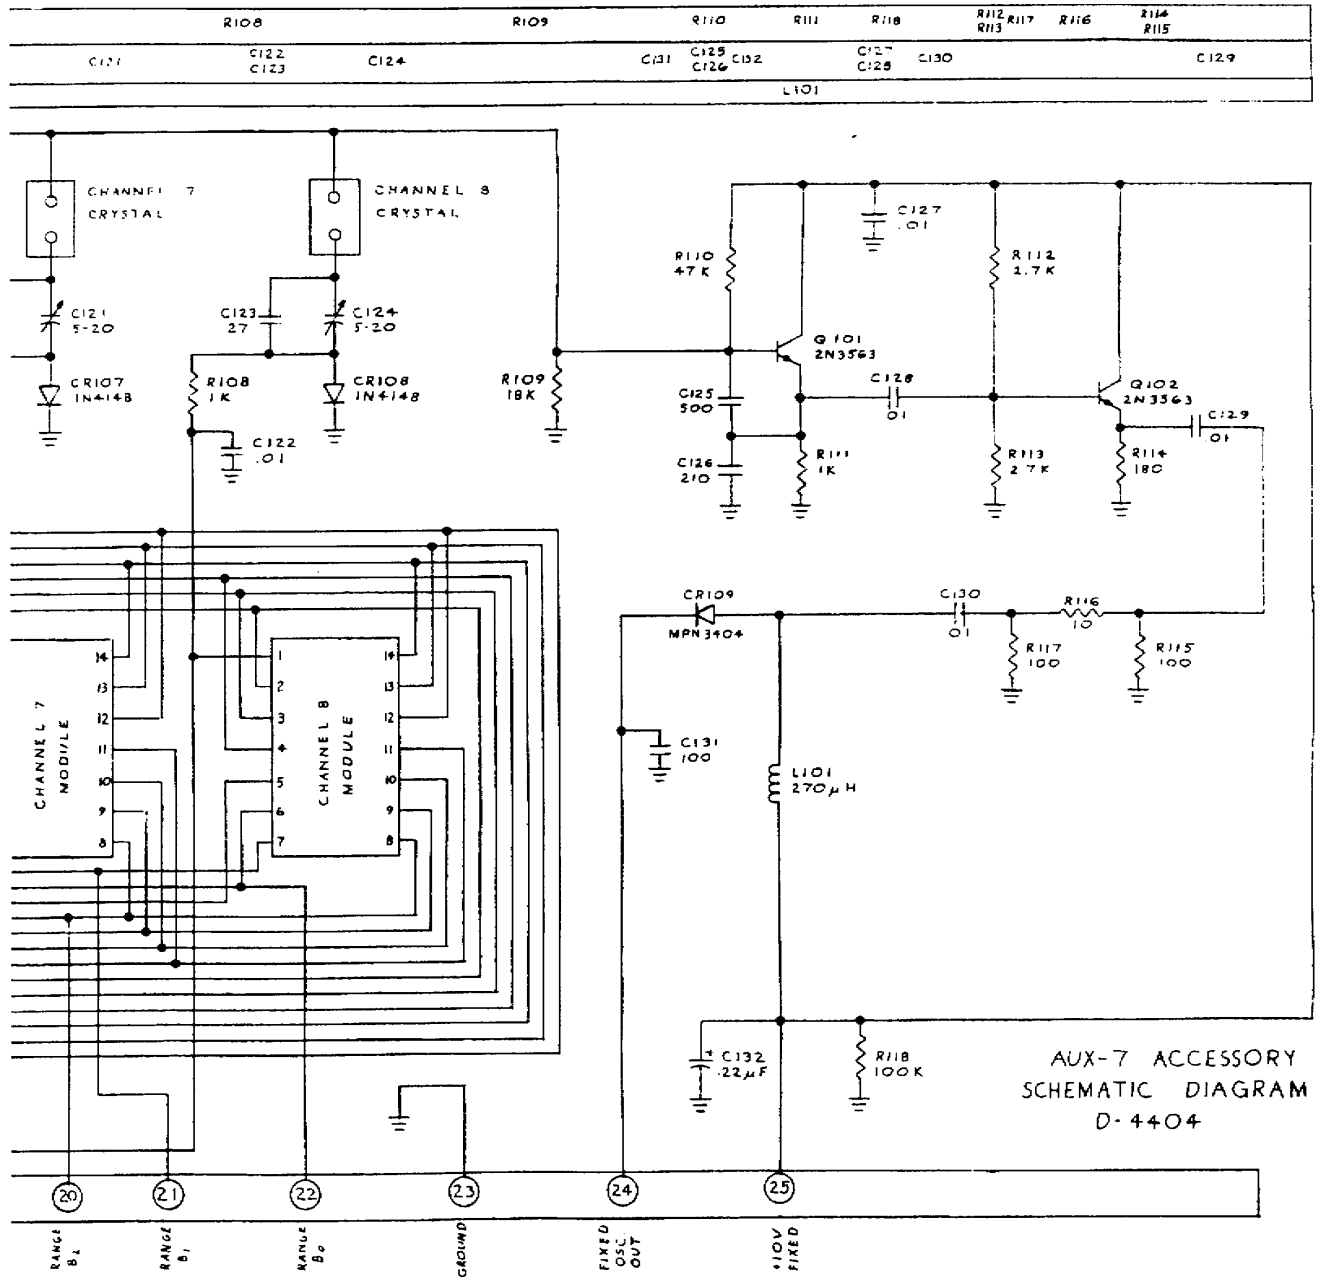 R108 R109 R110 R111 R118 R112 R117 R116 R114
R113 R115
C121 C122 C124 C131 C125 C132 C127 C130 C129
C123 C126 C128
L101
CHANNEL 7
CRYSTAL
CHANNEL 8
CRYSTAL
C127
.01
R110
47K
R112
2.7K
C121
5-20
C123
27
C124
5-20
Q101
2N3563
CR107
1N4148
R108
1K
CR108
1N4148
R109
18K
C125
500
C128
.01
Q102
2N3563
C129
.01
C122
.01
C126
210
R111
1K
R113
2.7K
R114
180
CR109
MPN3404
C130
.01
R116
10
R117
100
R115
100
14
13
12
11
10
9
8
CHANNEL 7
MODULE
1
2
3
4
5
6
7
CHANNEL 8
MODULE
14
13
12
11
10
9
8
C131
100
L101
270µH
+
C132
.22µF
R118
100K
AUX-7 ACCESSORY
SCHEMATIC DIAGRAM
D-4404
20 21 22 23 24 25
RANGE
B2
RANGE
B1
RANGE
B0
GROUND
FIXED
OSC.
OUT
+10V
FIXED